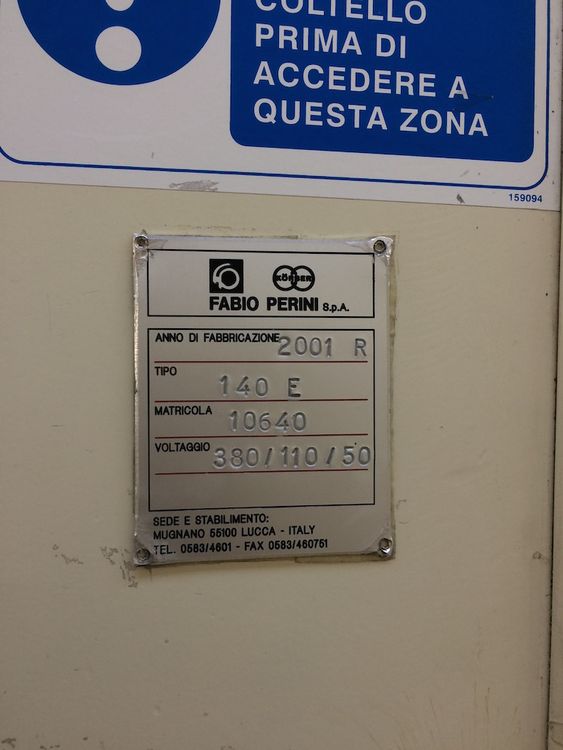 COLTELLO
PRIMA DI
ACCEDERE A
QUESTA ZONA
159094
KÖRBER
FABIO PERINI S.p.A.
ANNO DI FABBRICAZIONE 2001 R
TIPO 140 E
MATRICOLA 10640
VOLTAGGIO 380/110/50
SEDE E STABILIMENTO:
MUGNANO 55100 LUCCA - ITALY
TEL. 0583/4601 - FAX 0583/460751